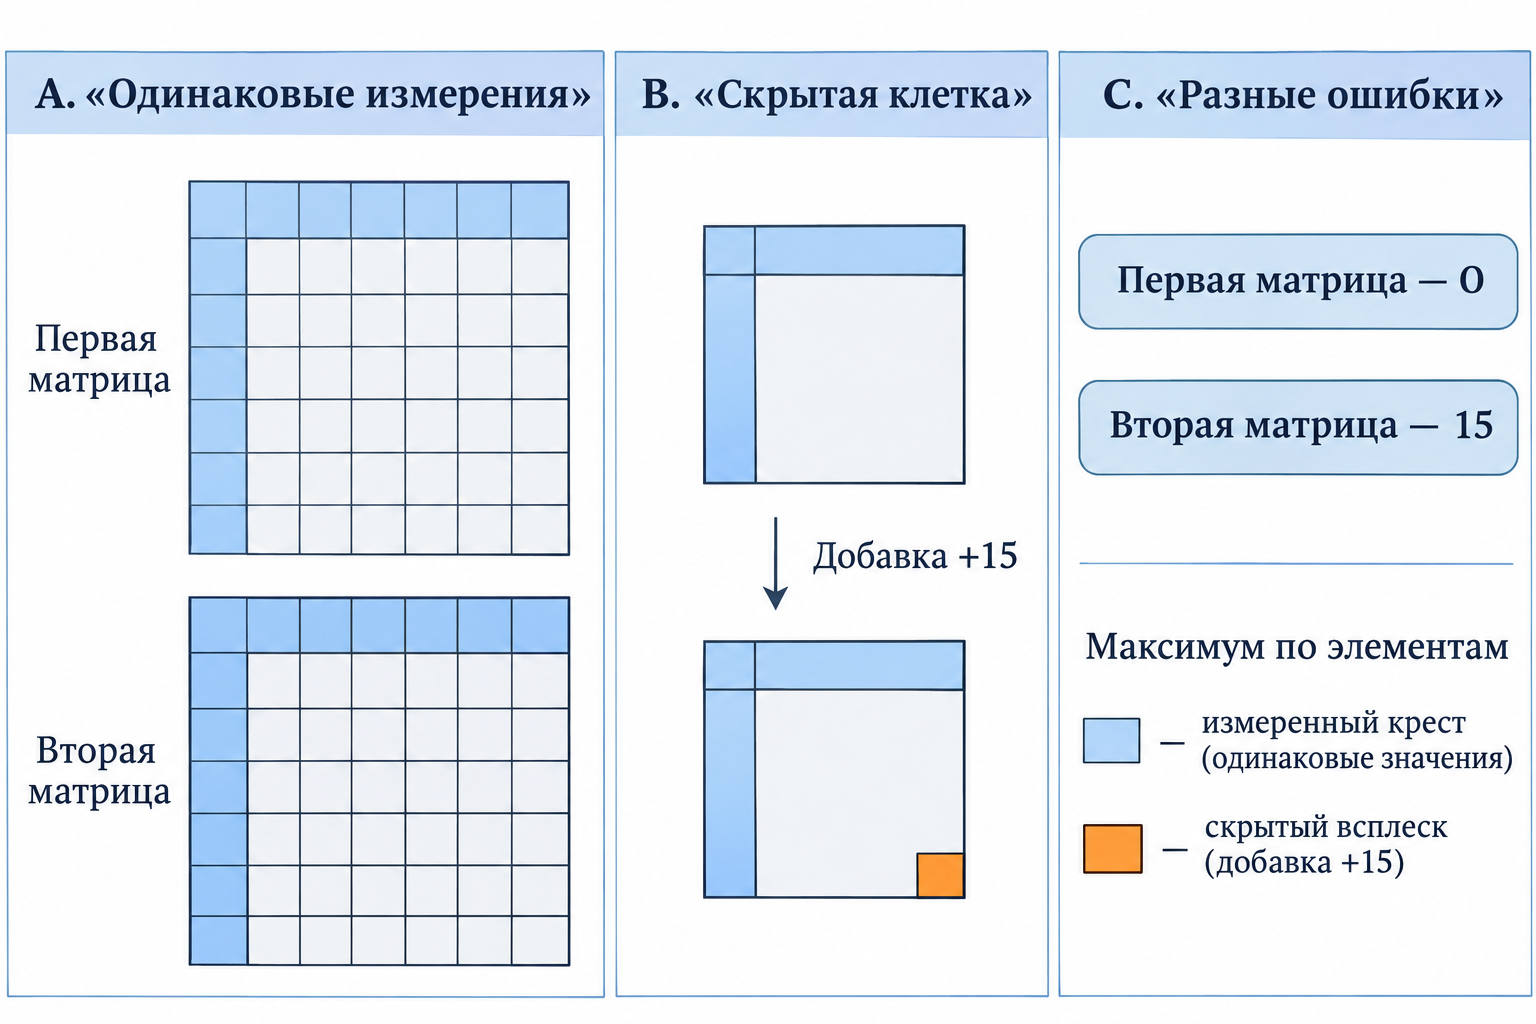 A. «Одинаковые измерения»
Первая
матрица
Вторая
матрица
B. «Скрытая клетка»
Добавка +15
C. «Разные ошибки»
Первая матрица — 0
Вторая матрица — 15
Максимум по элементам
— измеренный крест
(одинаковые значения)
— скрытый всплеск
(добавка +15)